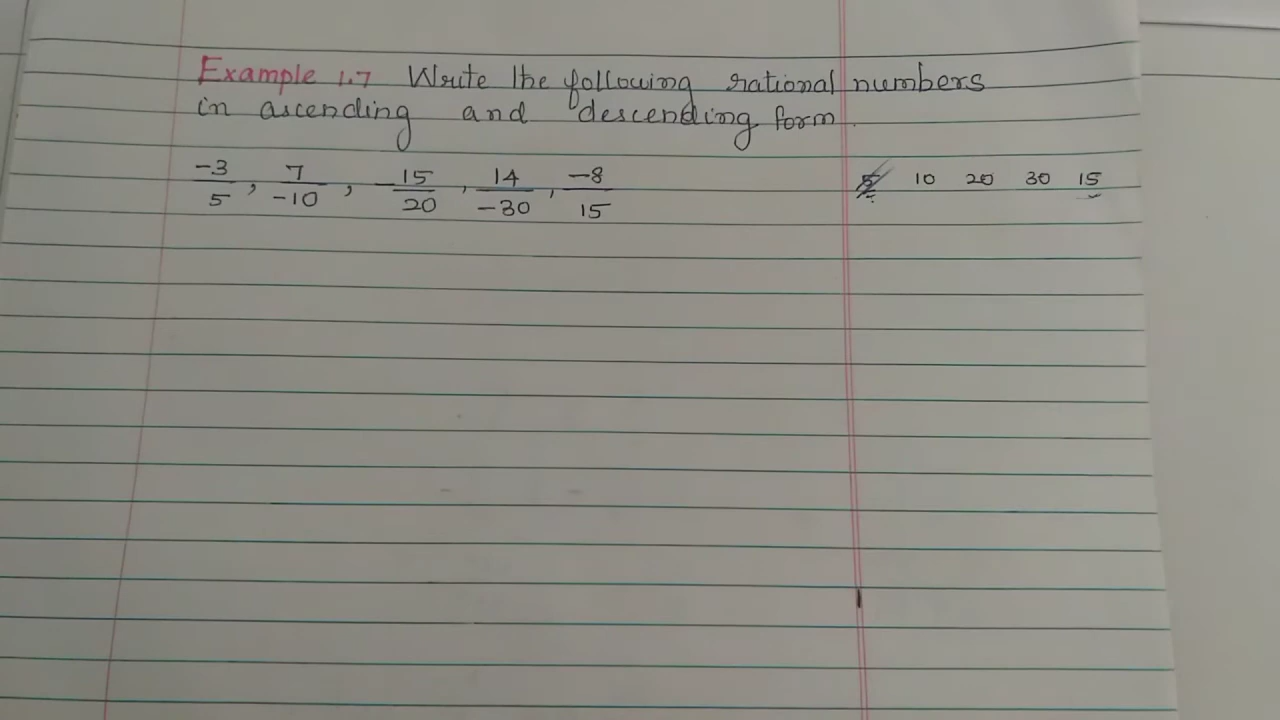 Example 1.7 Write the following rational numbers
in ascending and descending form.
-3/5, 7/-10, -15/20, 14/-30, -8/15
5 10 20 30 15